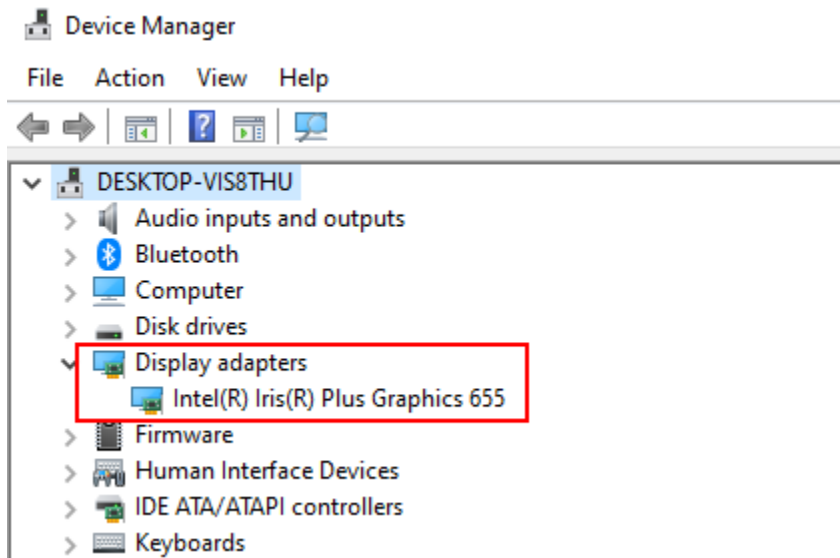 Device Manager
File Action View Help
DESKTOP-VIS8THU
Audio inputs and outputs
Bluetooth
Computer
Disk drives
Display adapters
Intel(R) Iris(R) Plus Graphics 655
Firmware
Human Interface Devices
IDE ATA/ATAPI controllers
Keyboards